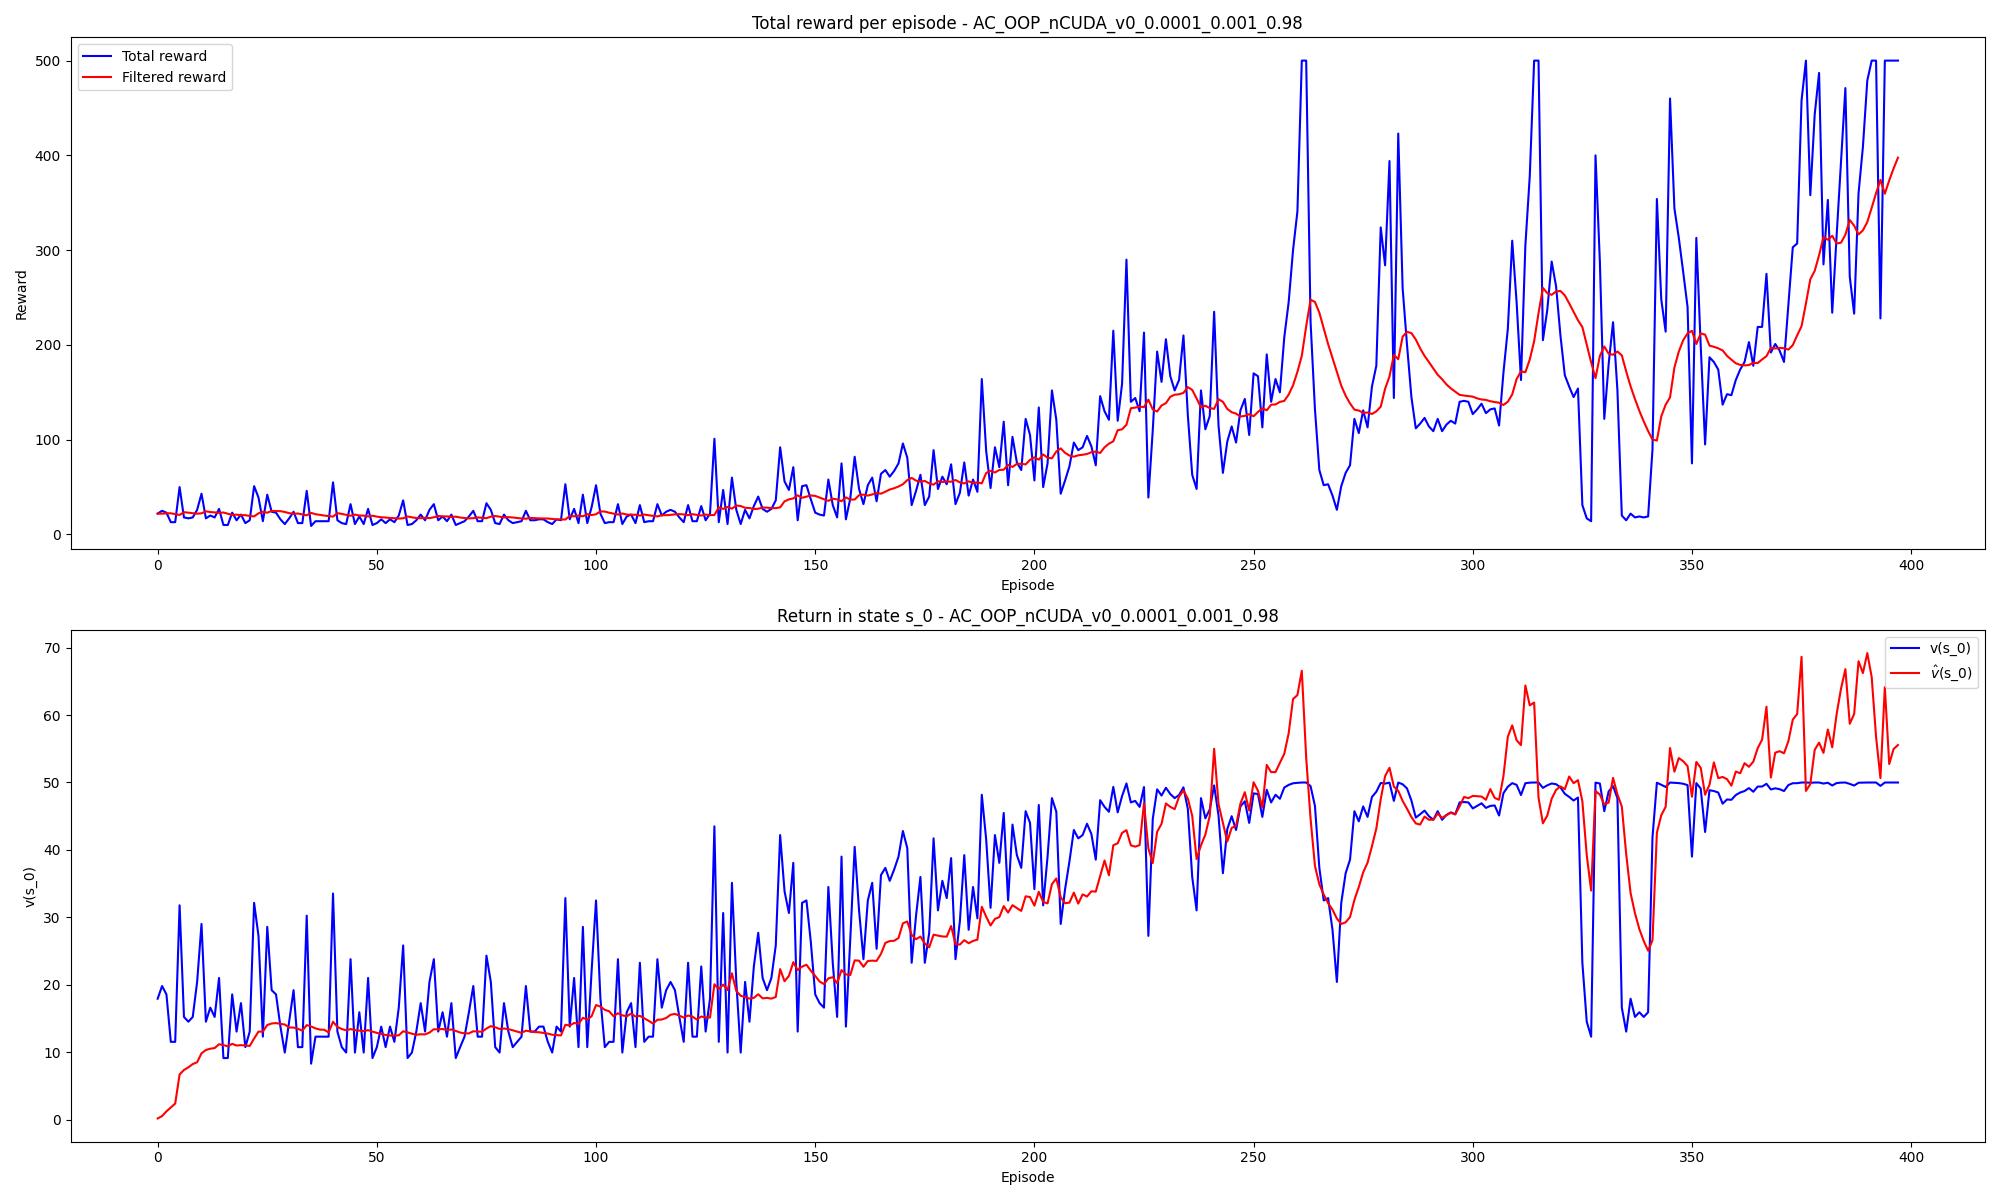 Total reward per episode - AC_OOP_nCUDA_v0_0.0001_0.001_0.98
Total reward
Filtered reward
500
400
300
200
100
0
Reward
0 50 100 150 200 250 300 350 400
Episode
Return in state s_0 - AC_OOP_nCUDA_v0_0.0001_0.001_0.98
v(s_0)
v̂(s_0)
70
60
50
40
30
20
10
0
v(s_0)
0 50 100 150 200 250 300 350 400
Episode